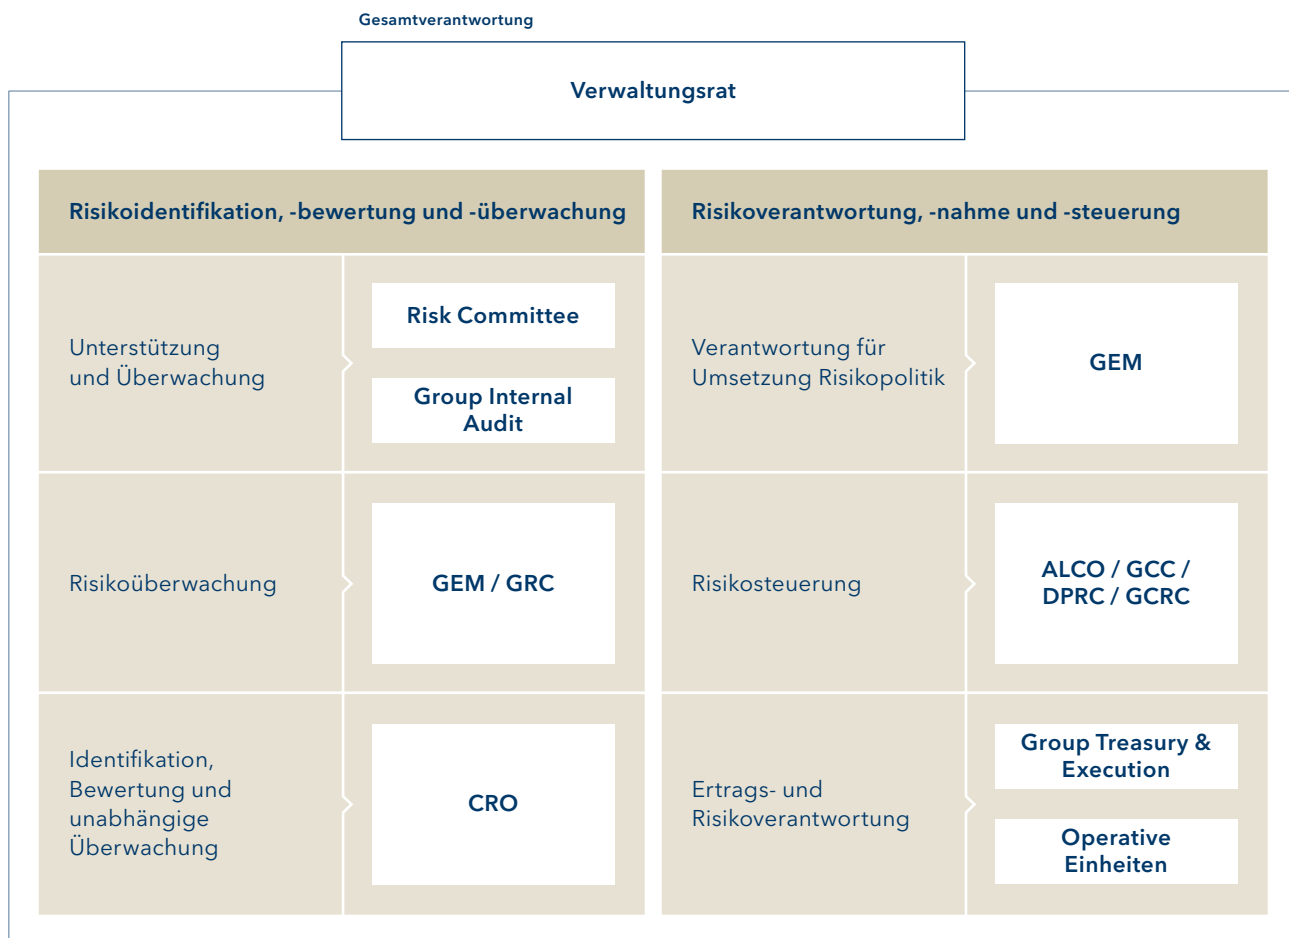 Gesamtverantwortung
Verwaltungsrat
Risikoidentifikation, -bewertung und -überwachung
Unterstützung
und Überwachung
Risk Committee
Group Internal
Audit
Risikoüberwachung
GEM / GRC
Identifikation,
Bewertung und
unabhängige
Überwachung
CRO
Risikoverantwortung, -nahme und -steuerung
Verantwortung für
Umsetzung Risikopolitik
GEM
Risikosteuerung
ALCO / GCC /
DPRC / GCRC
Ertrags- und
Risikoverantwortung
Group Treasury &
Execution
Operative
Einheiten